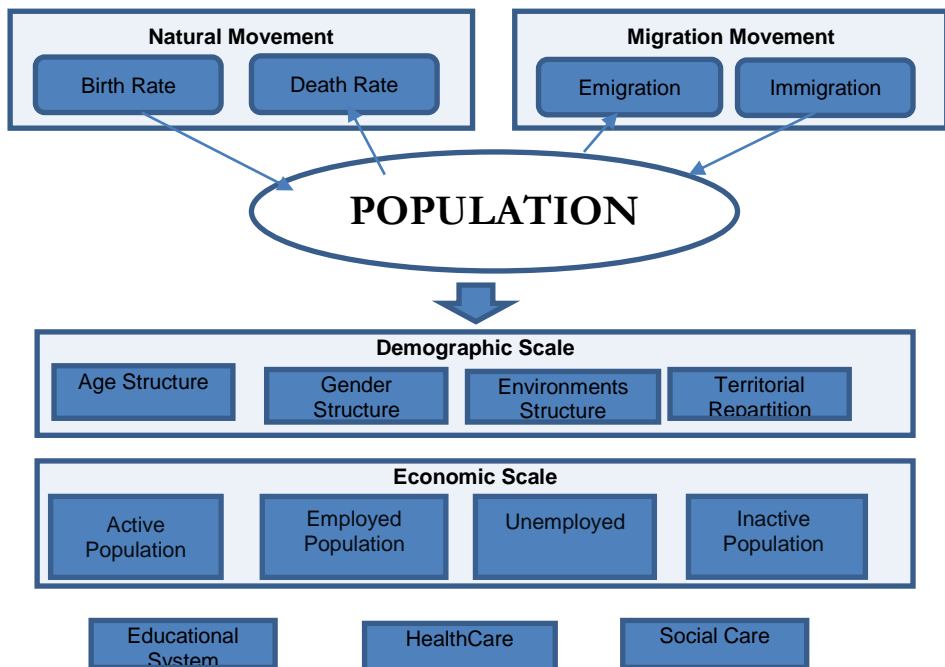 Natural Movement
Birth Rate
Death Rate
Migration Movement
Emigration
Immigration
POPULATION
Demographic Scale
Age Structure
Gender
Structure
Environments
Structure
Territorial
Repartition
Economic Scale
Active
Population
Employed
Population
Unemployed
Inactive
Population
Educational
System
HealthCare
Social Care